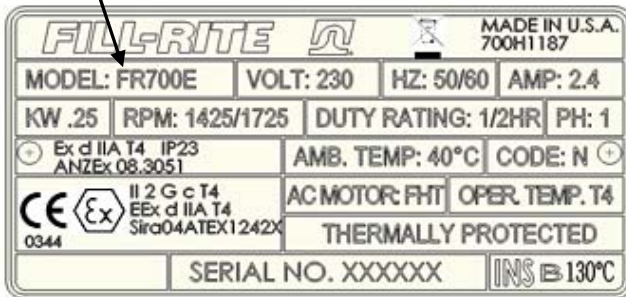 FILL-RITE MADE IN U.S.A.
700H1187
MODEL: FR700E VOLT: 230 HZ: 50/60 AMP: 2.4
KW .25 RPM: 1425/1725 DUTY RATING: 1/2HR PH: 1
Ex d IIA T4 IP23
ANZEx 08.3051
AMB. TEMP: 40°C CODE: N
CE 0344 Ex
II 2 G c T4
EEx d IIA T4
Sira04ATEX1242X
AC MOTOR: FHT OPER. TEMP. T4
THERMALLY PROTECTED
SERIAL NO. XXXXXX INS B 130°C